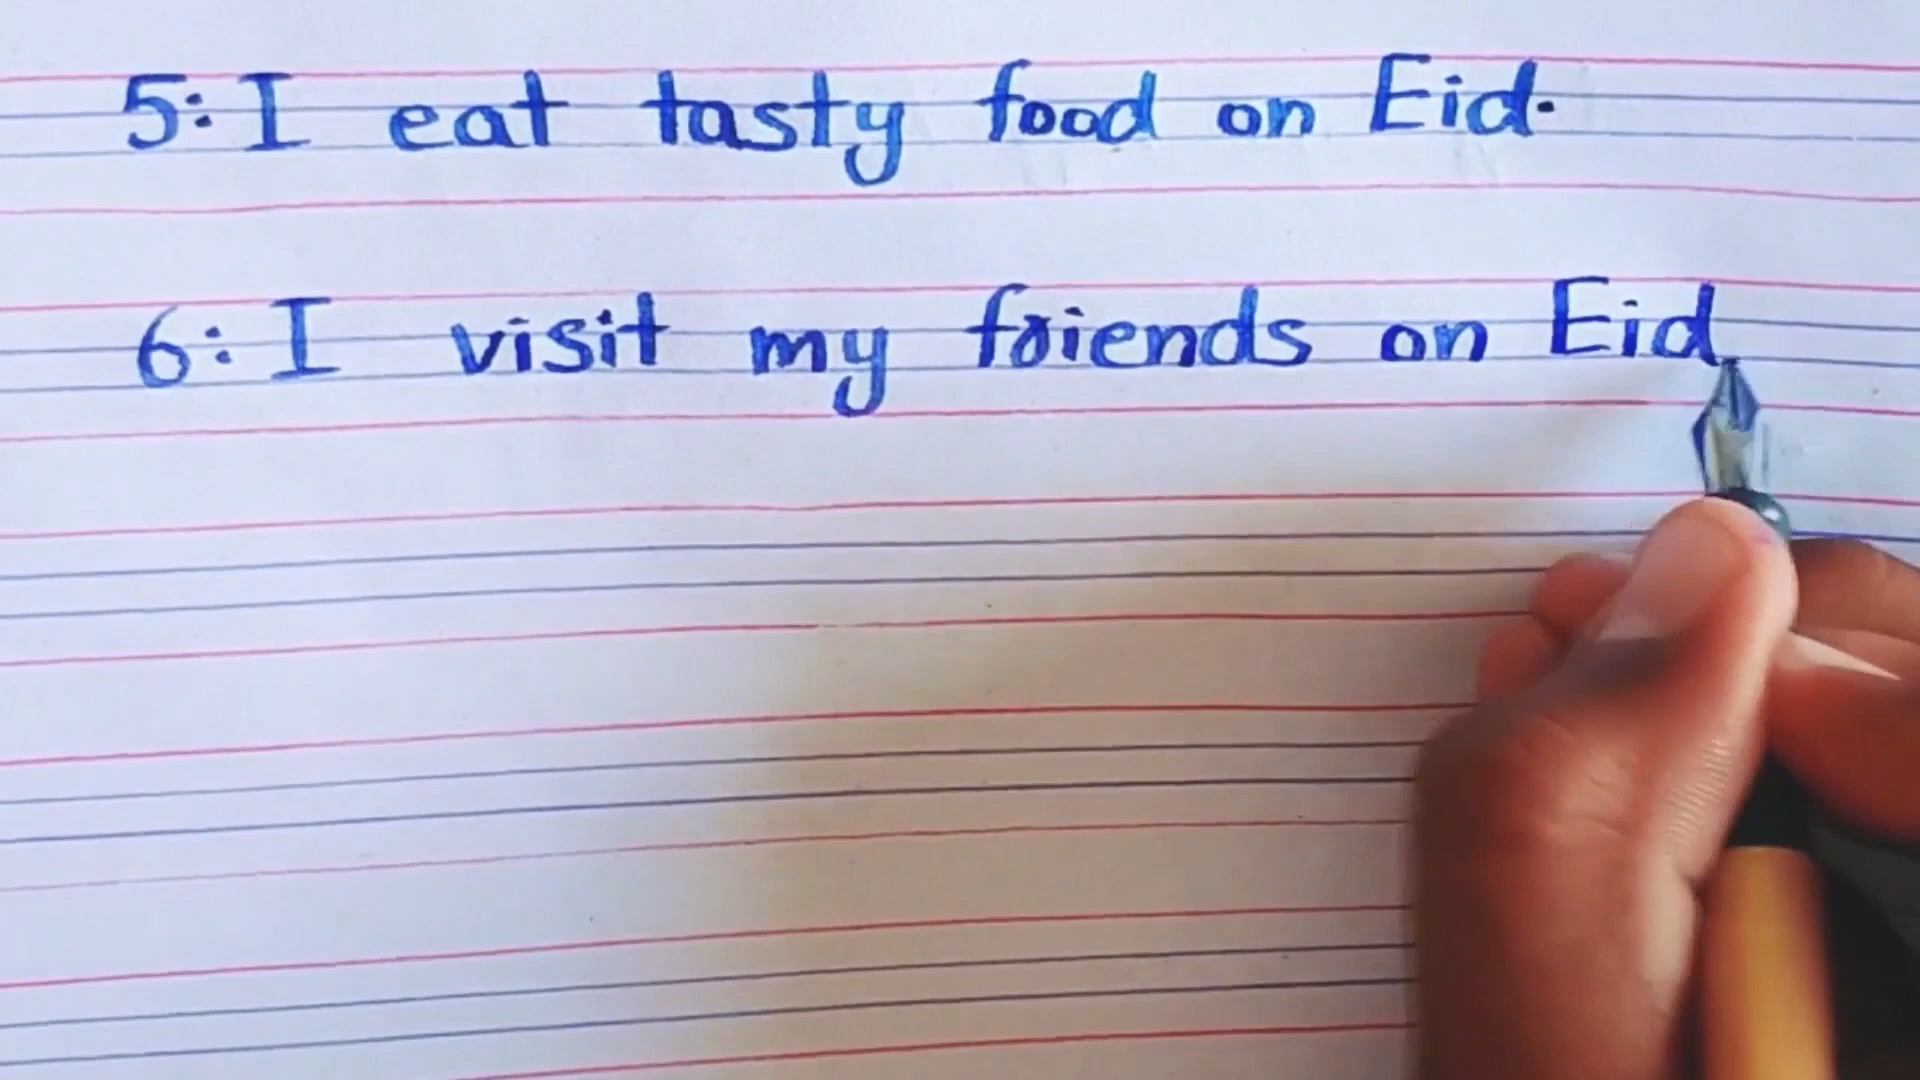 5: I eat tasty food on Eid.
6: I visit my friends on Eid